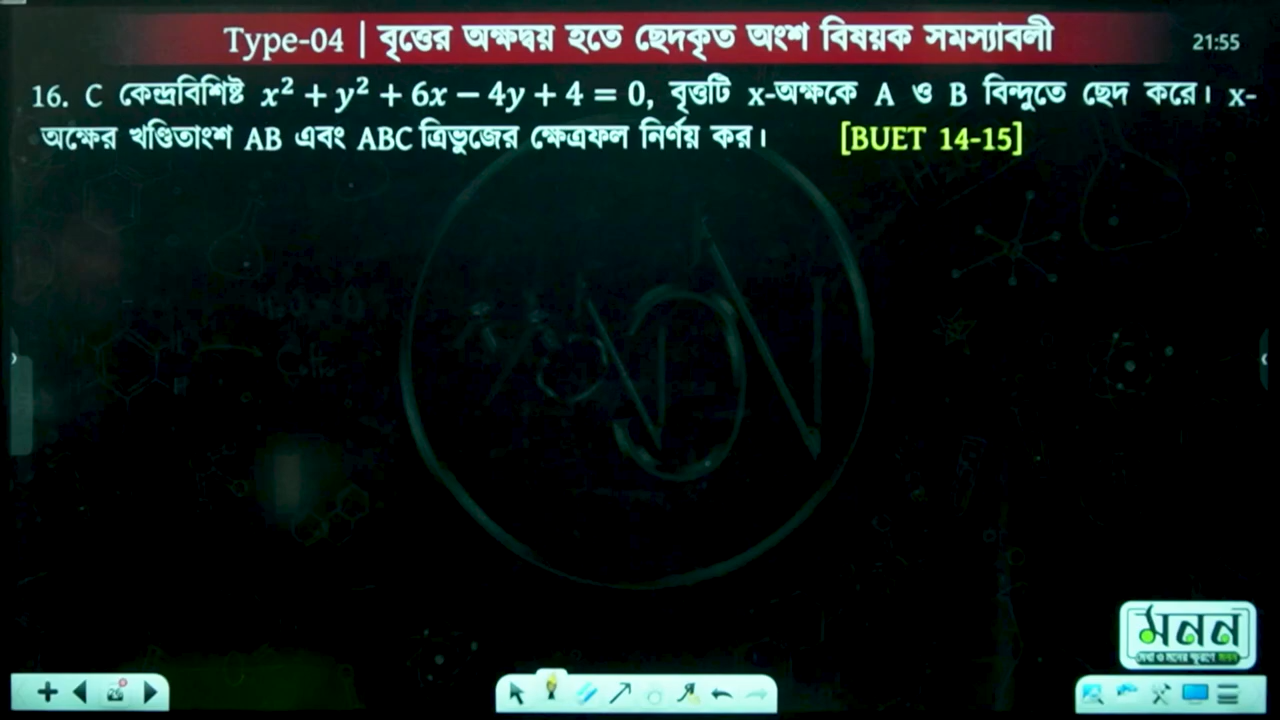 Type-04 | বৃত্তের অক্ষদ্বয় হতে ছেদকৃত অংশ বিষয়ক সমস্যাবলী
21:55
16. C কেন্দ্রবিশিষ্ট x² + y² + 6x − 4y + 4 = 0, বৃত্তটি x-অক্ষকে A ও B বিন্দুতে ছেদ করে। x-
অক্ষের খণ্ডিতাংশ AB এবং ABC ত্রিভুজের ক্ষেত্রফল নির্ণয় কর। [BUET 14-15]
মনন